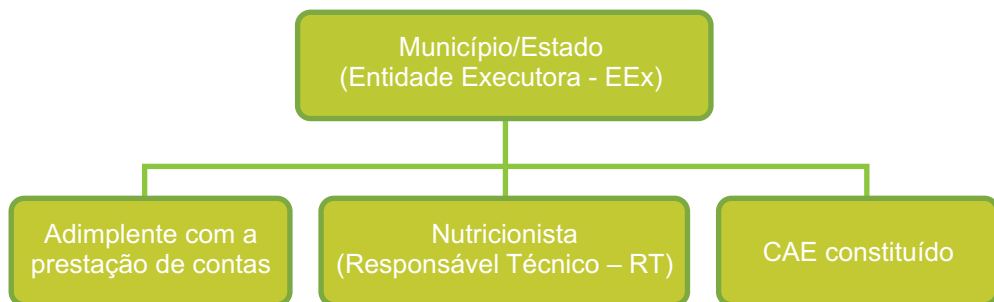 Município/Estado
(Entidade Executora - EEx)
Adimplente com a
prestação de contas
Nutricionista
(Responsável Técnico – RT)
CAE constituído